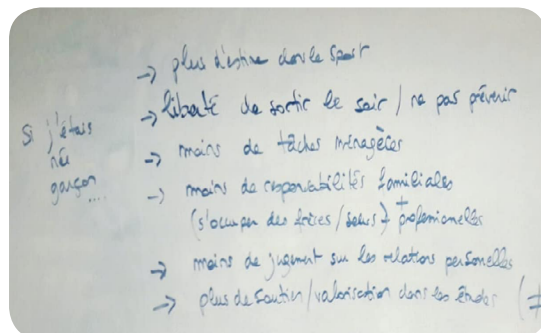 Si j'étais
née
garçon....
-> plus d'estime dans le sport
-> liberté de sortir le soir / ne pas prévenir
-> moins de tâches ménagères
-> moins de responsabilités familiales
(s'occuper des frères / sœurs) + professionnelles
-> moins de jugement sur les relations personelles
-> plus de soutien / valorisation dans les études (≠